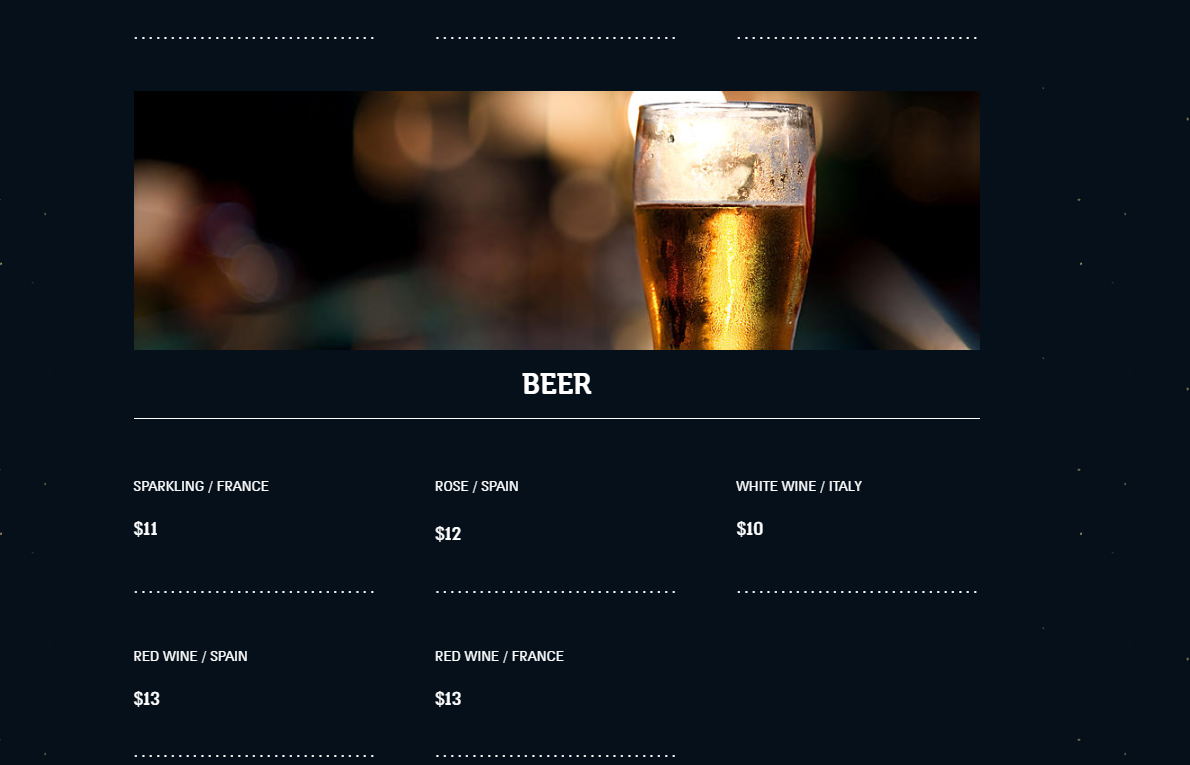 BEER
SPARKLING / FRANCE
$11
ROSE / SPAIN
$12
WHITE WINE / ITALY
$10
RED WINE / SPAIN
$13
RED WINE / FRANCE
$13